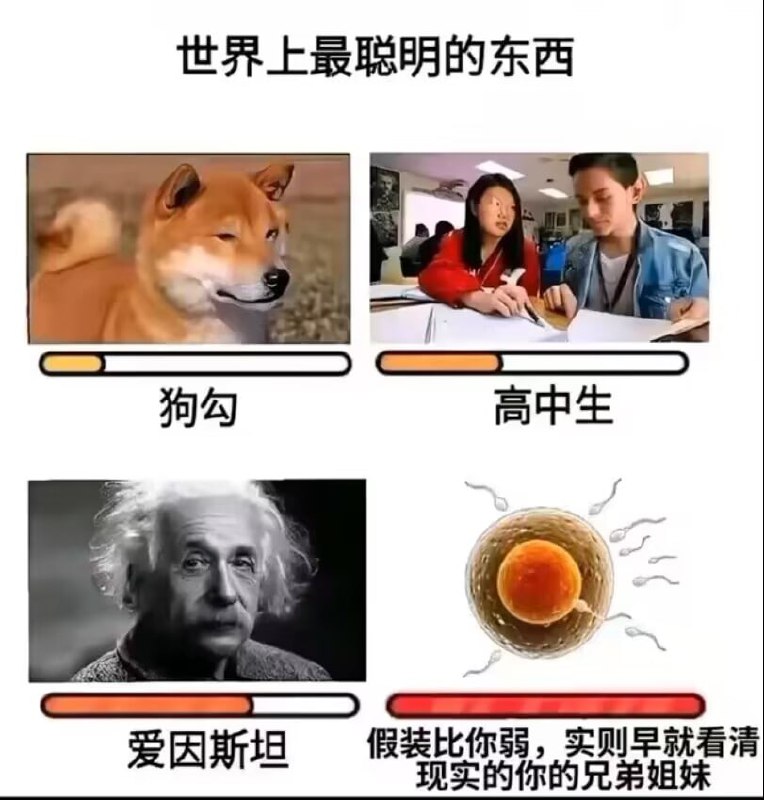 世界上最聪明的东西
狗勾
高中生
爱因斯坦
假装比你弱，实则早就看清
现实的你的兄弟姐妹